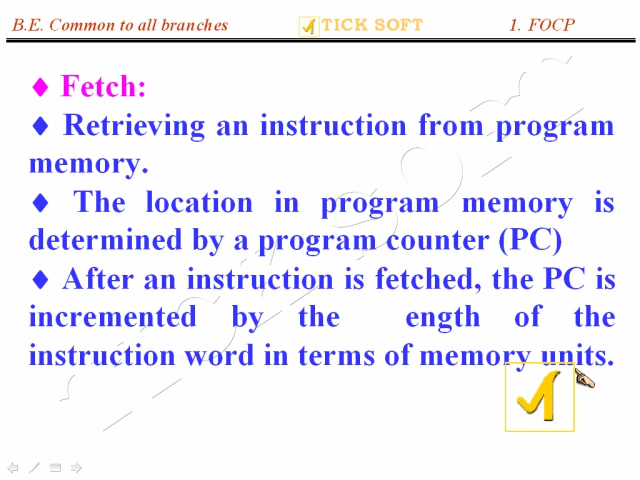 B.E. Common to all branches TICK SOFT 1. FOCP
♦ Fetch:
♦ Retrieving an instruction from program
memory.
♦ The location in program memory is
determined by a program counter (PC)
♦ After an instruction is fetched, the PC is
incremented by the ength of the
instruction word in terms of memory units.